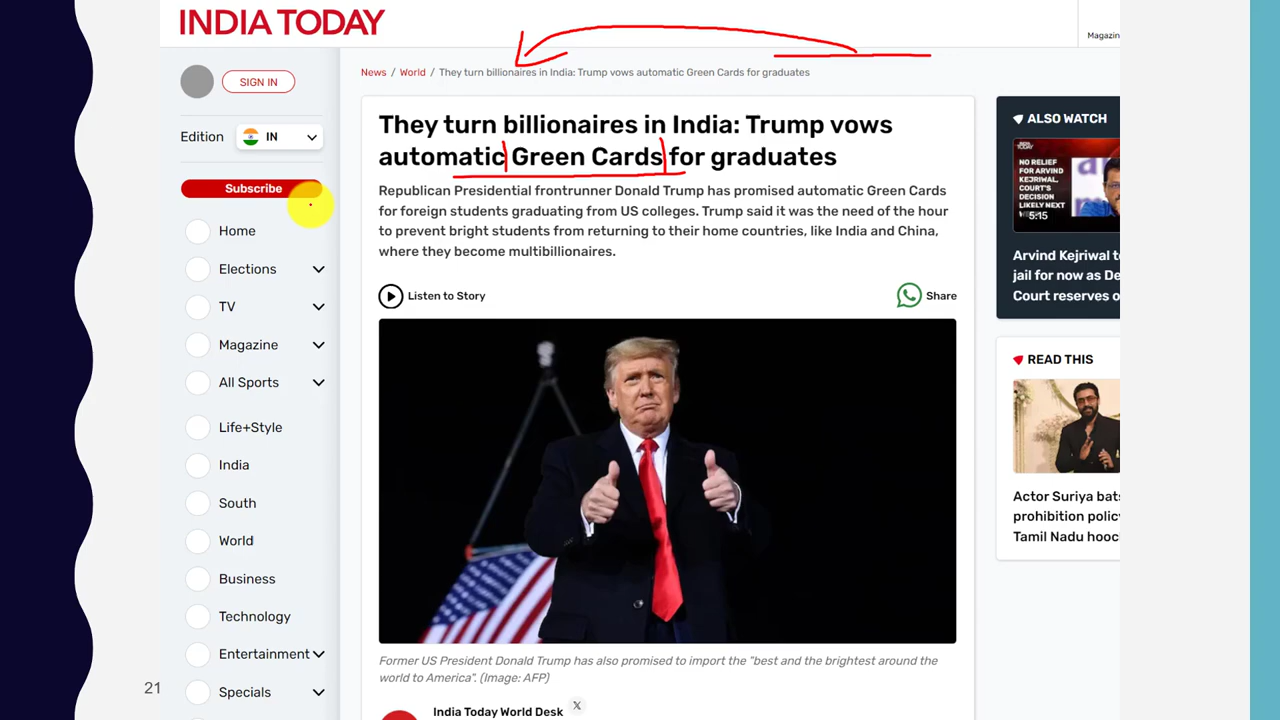 INDIA TODAY
Magazin
SIGN IN
News / World / They turn billionaires in India: Trump vows automatic Green Cards for graduates
Edition IN
Subscribe
Home
Elections
TV
Magazine
All Sports
Life+Style
India
South
World
Business
Technology
Entertainment
Specials
They turn billionaires in India: Trump vows
automatic Green Cards for graduates
Republican Presidential frontrunner Donald Trump has promised automatic Green Cards
for foreign students graduating from US colleges. Trump said it was the need of the hour
to prevent bright students from returning to their home countries, like India and China,
where they become multibillionaires.
Listen to Story
Share
Former US President Donald Trump has also promised to import the "best and the brightest around the
world to America". (Image: AFP)
India Today World Desk X
ALSO WATCH
INDIA
TODAY
NO RELIEF
FOR ARVIND
KEJRIWAL,
COURT'S
DECISION
LIKELY NEXT
5:15
Arvind Kejriwal to
jail for now as De
Court reserves o
READ THIS
Actor Suriya bats
prohibition policy
Tamil Nadu hooc
21